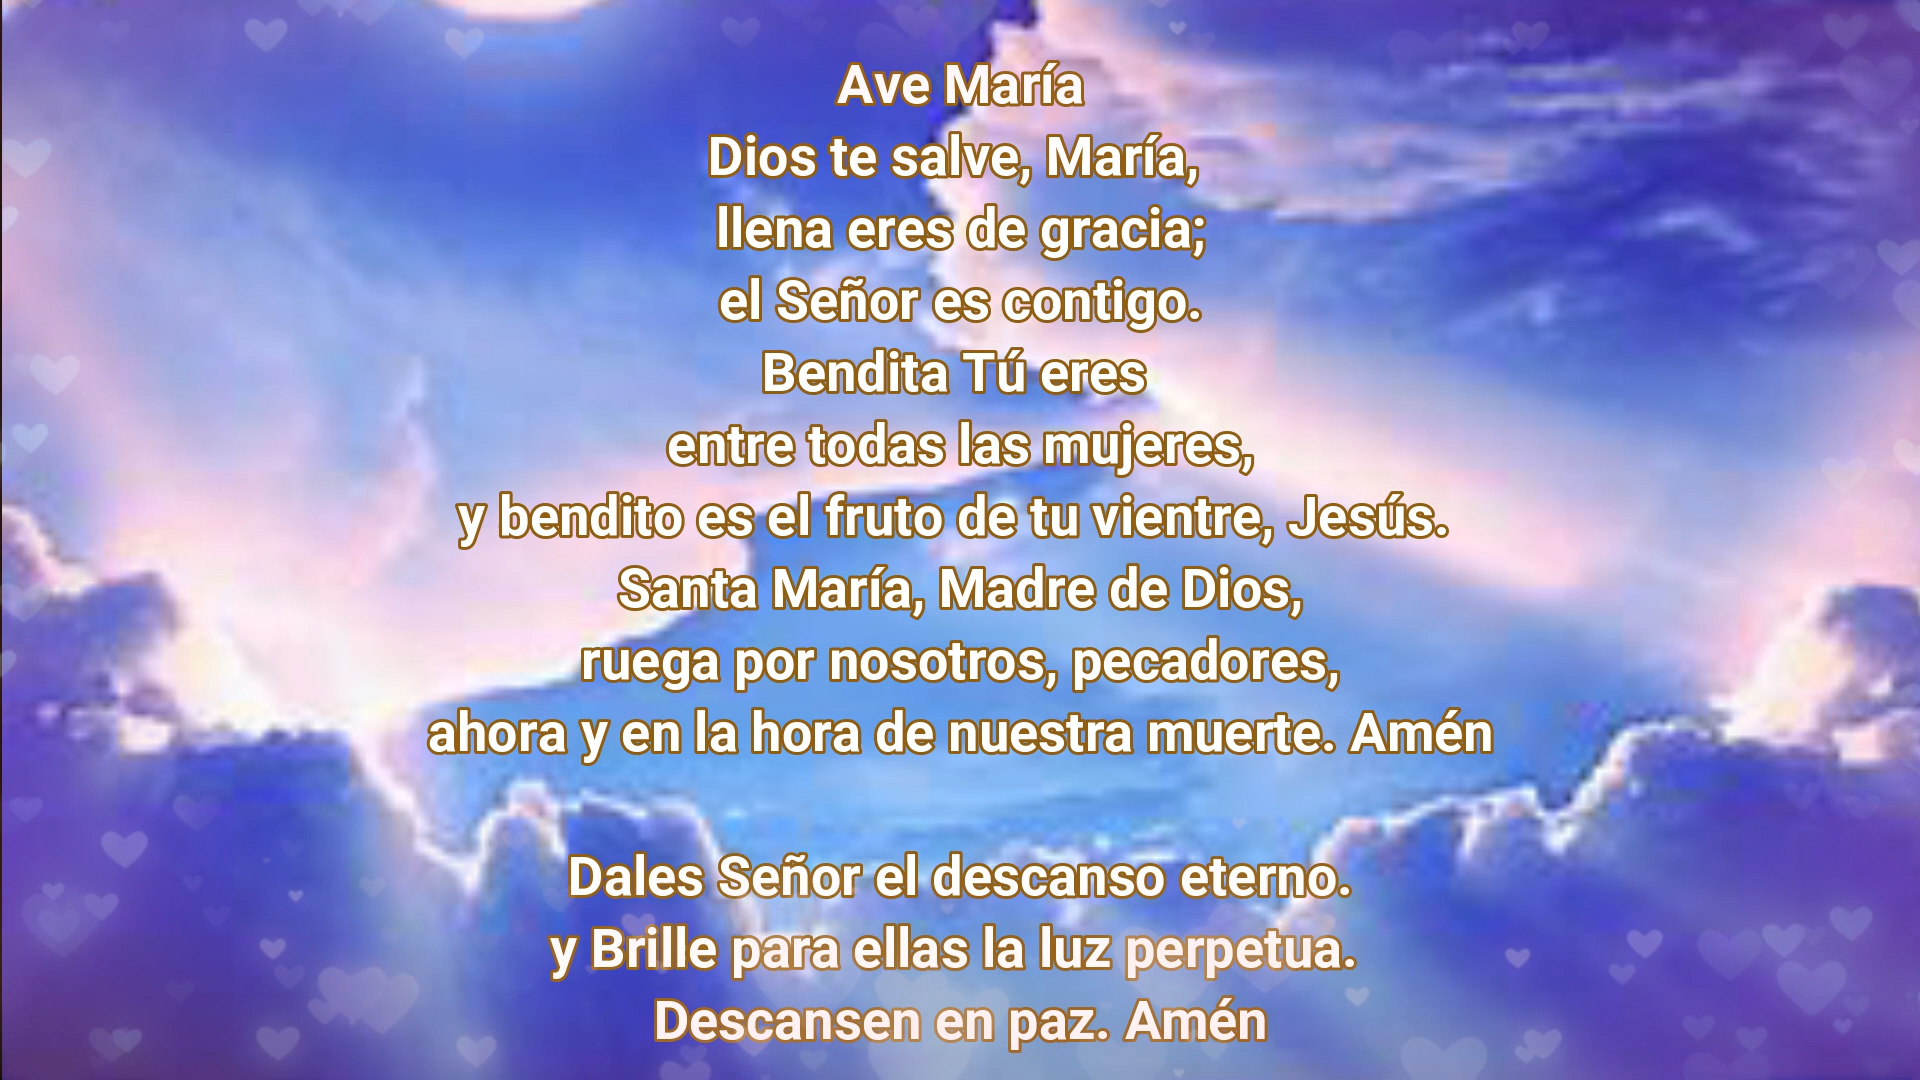 Ave María
Dios te salve, María,
llena eres de gracia;
el Señor es contigo.
Bendita Tú eres
entre todas las mujeres,
y bendito es el fruto de tu vientre, Jesús.
Santa María, Madre de Dios,
ruega por nosotros, pecadores,
ahora y en la hora de nuestra muerte. Amén
Dales Señor el descanso eterno.
y Brille para ellas la luz perpetua.
Descansen en paz. Amén